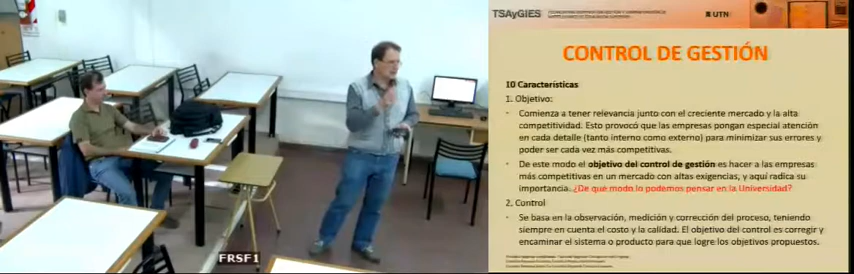 TSAyGIES
UTN
CONTROL DE GESTIÓN
10 Características
1. Objetivo:
- Comienza a tener relevancia junto con el creciente mercado y la alta
competitividad. Esto provocó que las empresas pongan especial atención
en cada detalle (tanto interno como externo) para minimizar sus errores y
poder ser cada vez más competitivas.
- De este modo el objetivo del control de gestión es hacer a las empresas
más competitivas en un mercado con altas exigencias, y aquí radica su
importancia. ¿De qué modo lo podemos pensar en la Universidad?
2. Control
- Se basa en la observación, medición y corrección del proceso, teniendo
siempre en cuenta el costo y la calidad. El objetivo del control es corregir y
encaminar el sistema o producto para que logre los objetivos propuestos.
FRSF1